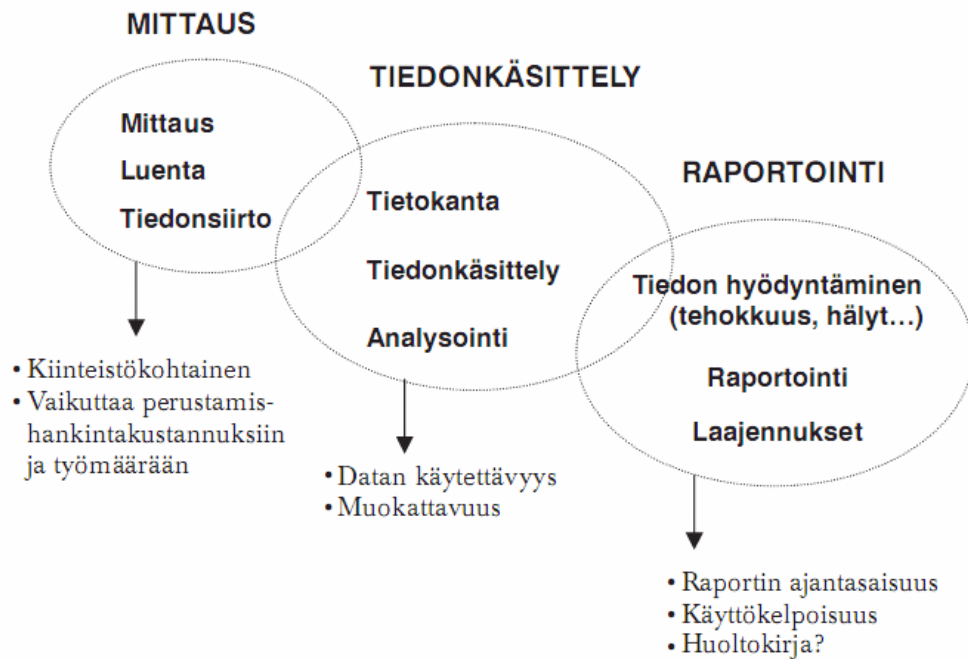 MITTAUS
Mittaus
Luenta
Tiedonsiirto
• Kiinteistökohtainen
• Vaikuttaa perustamis-
hankintakustannuksiin
ja työmäärään
TIEDONKÄSITTELY
Tietokanta
Tiedonkäsittely
Analysointi
• Datan käytettävyys
• Muokattavuus
RAPORTOINTI
Tiedon hyödyntäminen
(tehokkuus, hälyt...)
Raportointi
Laajennukset
• Raportin ajantasaisuus
• Käyttökelpoisuus
• Huoltokirja?